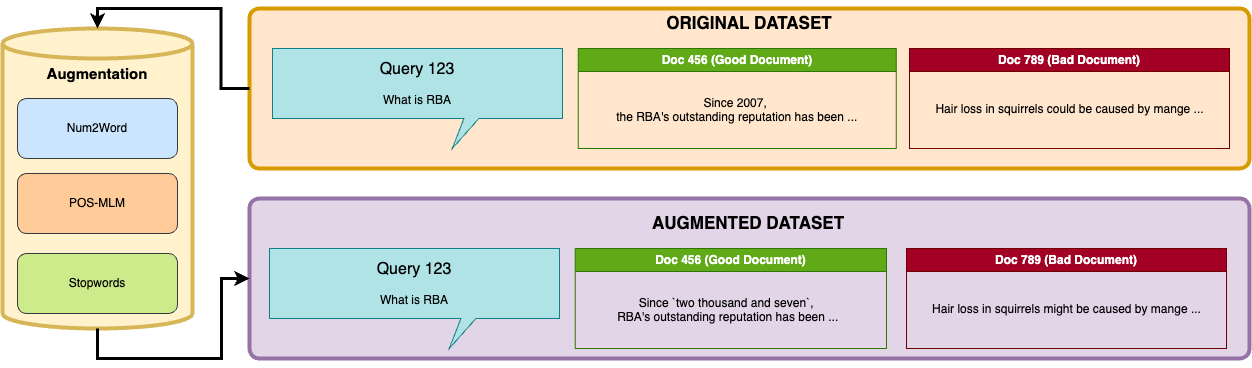 Augmentation
Num2Word
POS-MLM
Stopwords
ORIGINAL DATASET
Query 123
What is RBA
Doc 456 (Good Document)
Since 2007,
the RBA's outstanding reputation has been ...
Doc 789 (Bad Document)
Hair loss in squirrels could be caused by mange ...
AUGMENTED DATASET
Query 123
What is RBA
Doc 456 (Good Document)
Since `two thousand and seven`,
RBA's outstanding reputation has been ...
Doc 789 (Bad Document)
Hair loss in squirrels might be caused by mange ...